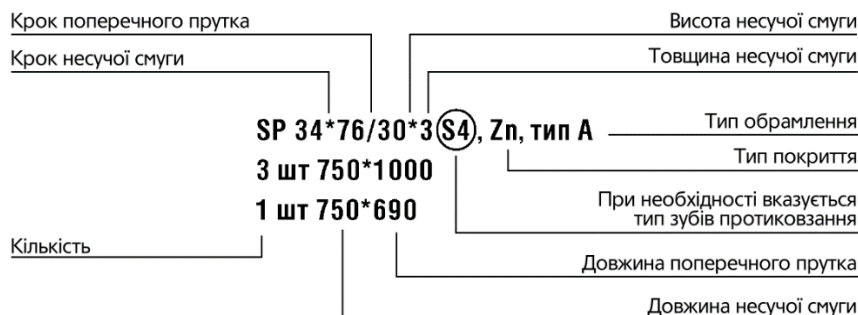 Крок поперечного прутка
Висота несучої смуги
Крок несучої смуги
Товщина несучої смуги
SP 34*76/30*3 S4, Zn, тип А
Тип обрамлення
3 шт 750*1000
Тип покриття
1 шт 750*690
При необхідності вказується
тип зубів протиковзання
Кількість
Довжина поперечного прутка
Довжина несучої смуги